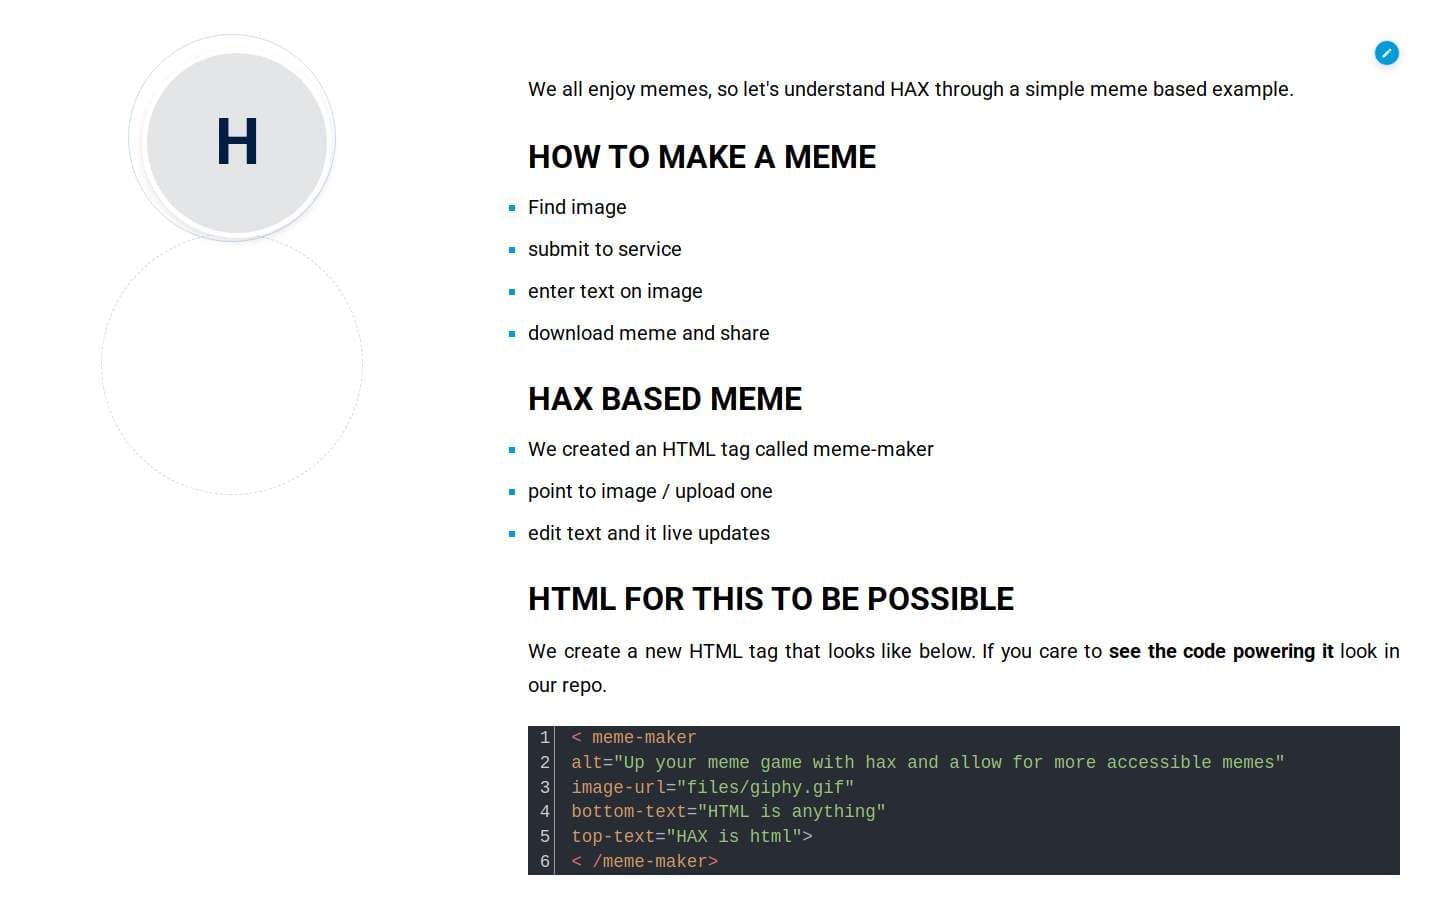 H
We all enjoy memes, so let's understand HAX through a simple meme based example.
HOW TO MAKE A MEME
Find image
submit to service
enter text on image
download meme and share
HAX BASED MEME
We created an HTML tag called meme-maker
point to image / upload one
edit text and it live updates
HTML FOR THIS TO BE POSSIBLE
We create a new HTML tag that looks like below. If you care to see the code powering it look in
our repo.
1 < meme-maker
2 alt="Up your meme game with hax and allow for more accessible memes"
3 image-url="files/giphy.gif"
4 bottom-text="HTML is anything"
5 top-text="HAX is html">
6 < /meme-maker>